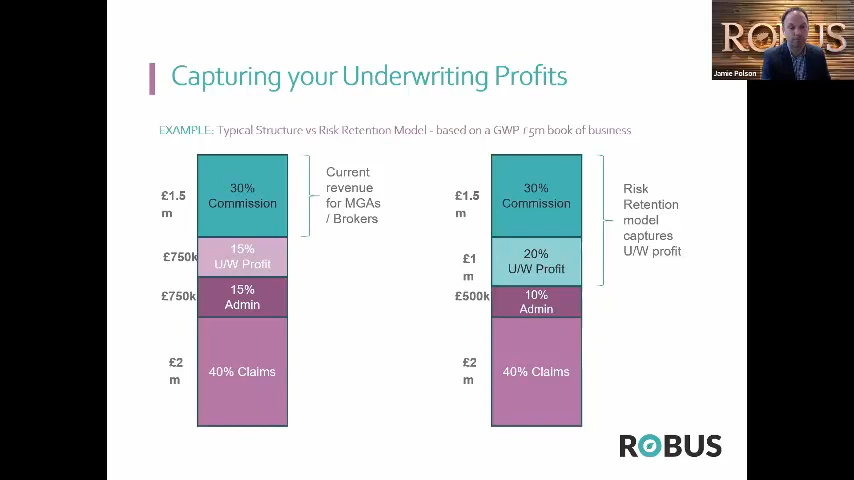 Capturing your Underwriting Profits
EXAMPLE: Typical Structure vs Risk Retention Model - based on a GWP £5m book of business
£1.5
m
30%
Commission
Current
revenue
for MGAs
/ Brokers
£750k
15%
U/W Profit
£750k
15%
Admin
£2
m
40% Claims
£1.5
m
30%
Commission
Risk
Retention
model
captures
U/W profit
£1
m
20%
U/W Profit
£500k
10%
Admin
£2
m
40% Claims
ROBUS
ROBUS
Jamie Polson